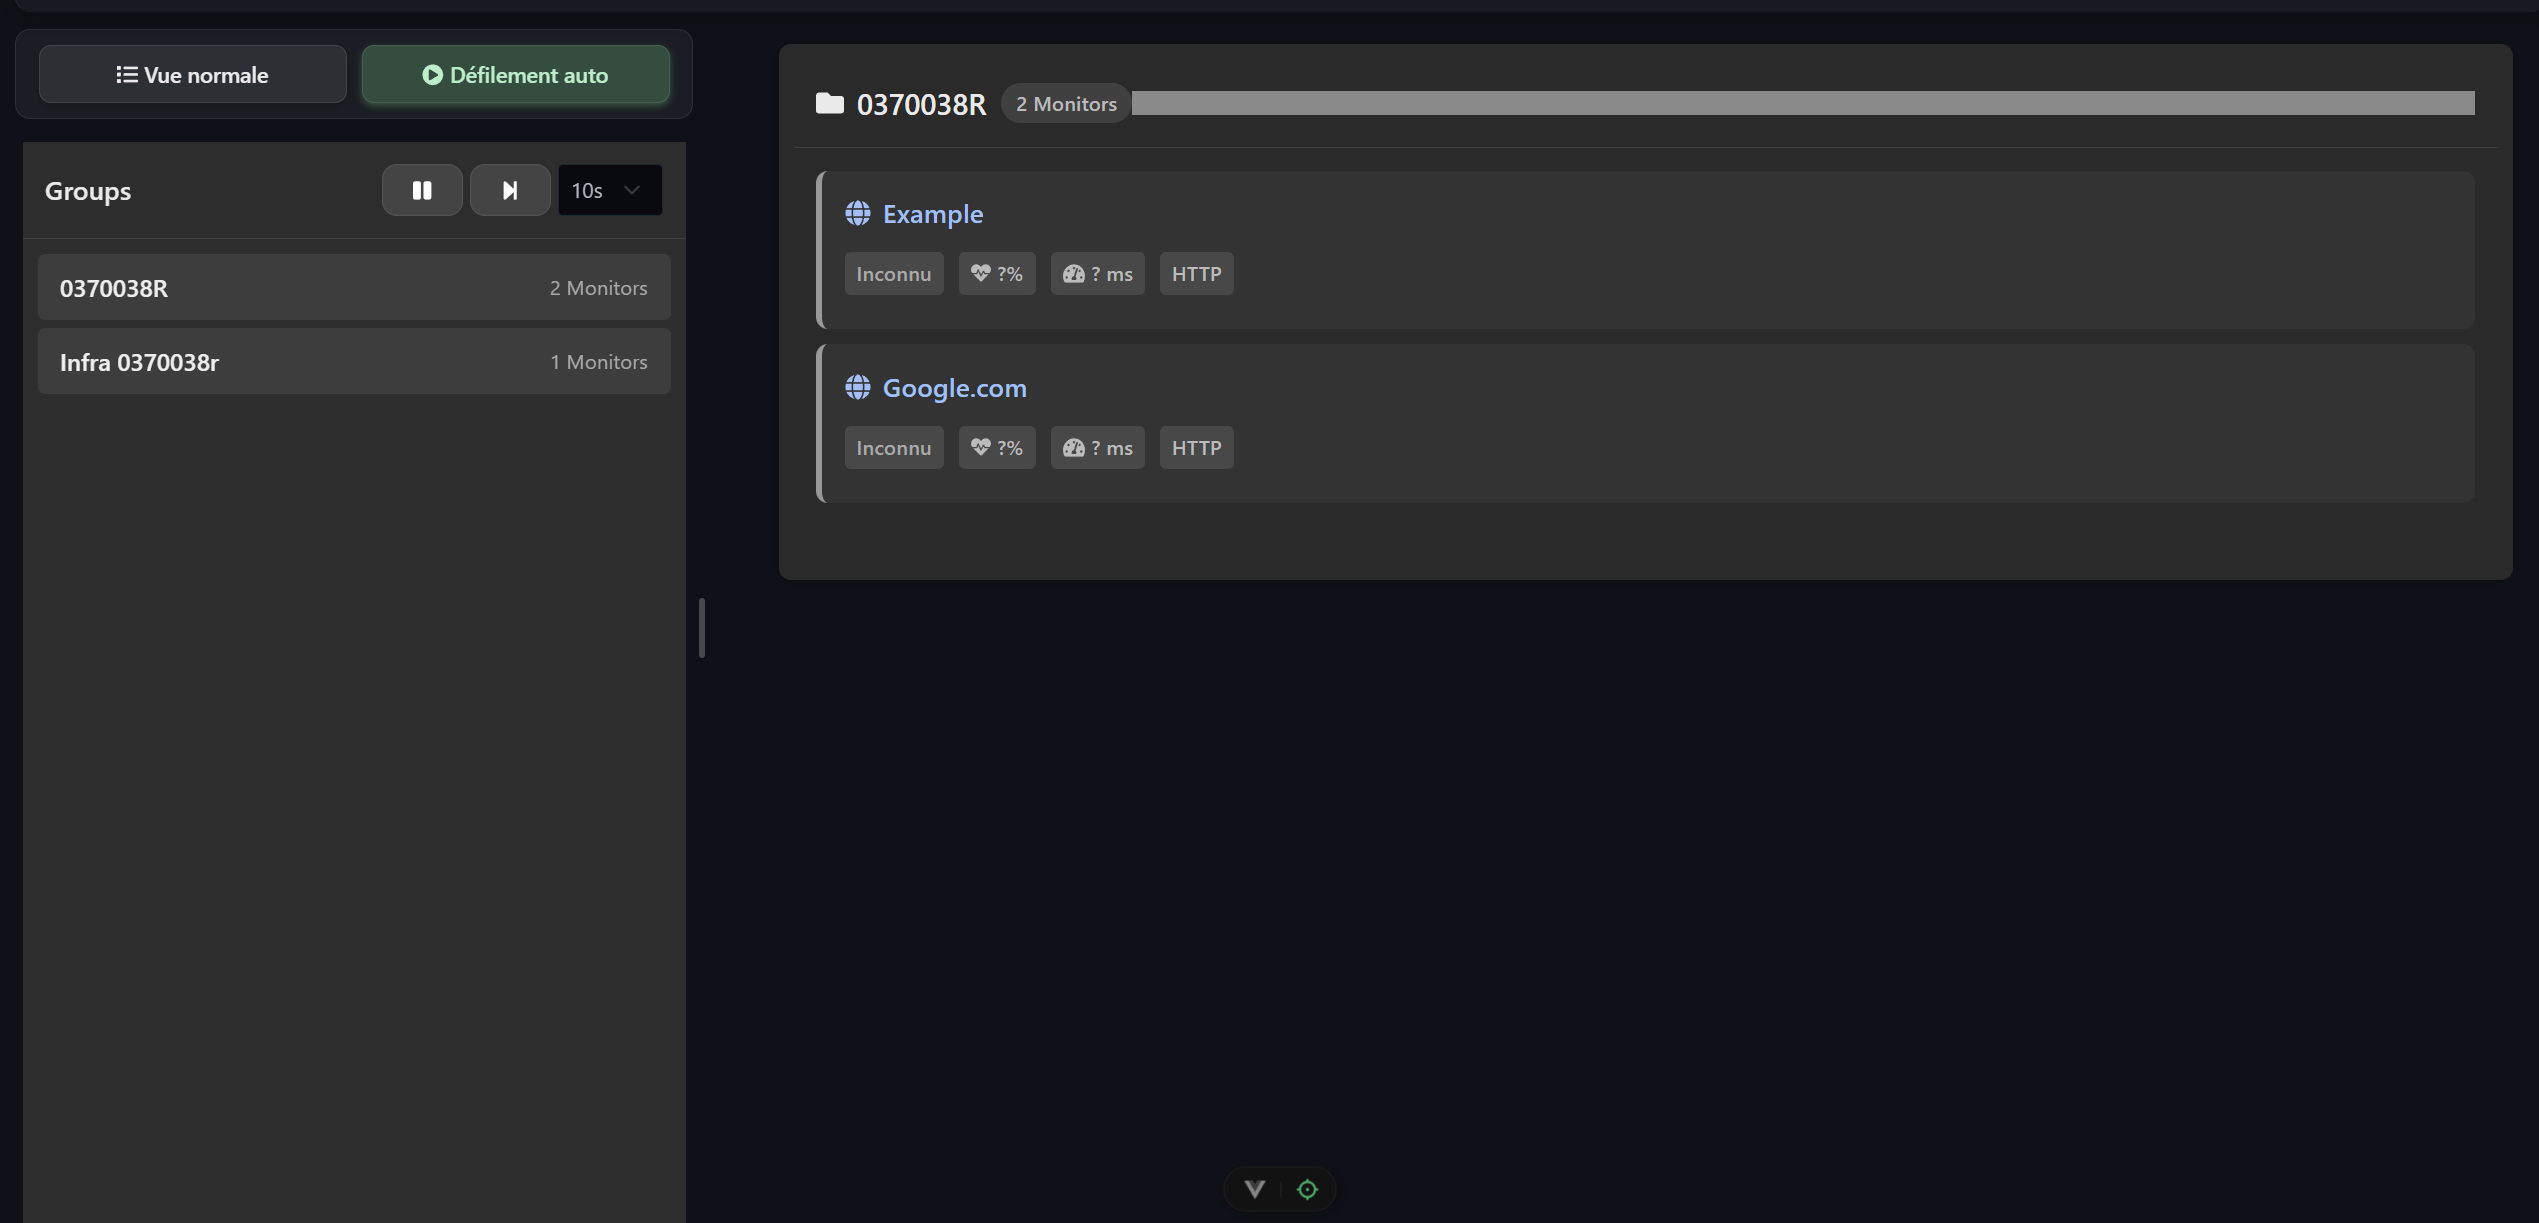 Vue normale
Défilement auto
Groups
10s
0370038R
2 Monitors
Infra 0370038r
1 Monitors
0370038R
2 Monitors
Example
Inconnu
?%
? ms
HTTP
Google.com
Inconnu
?%
? ms
HTTP